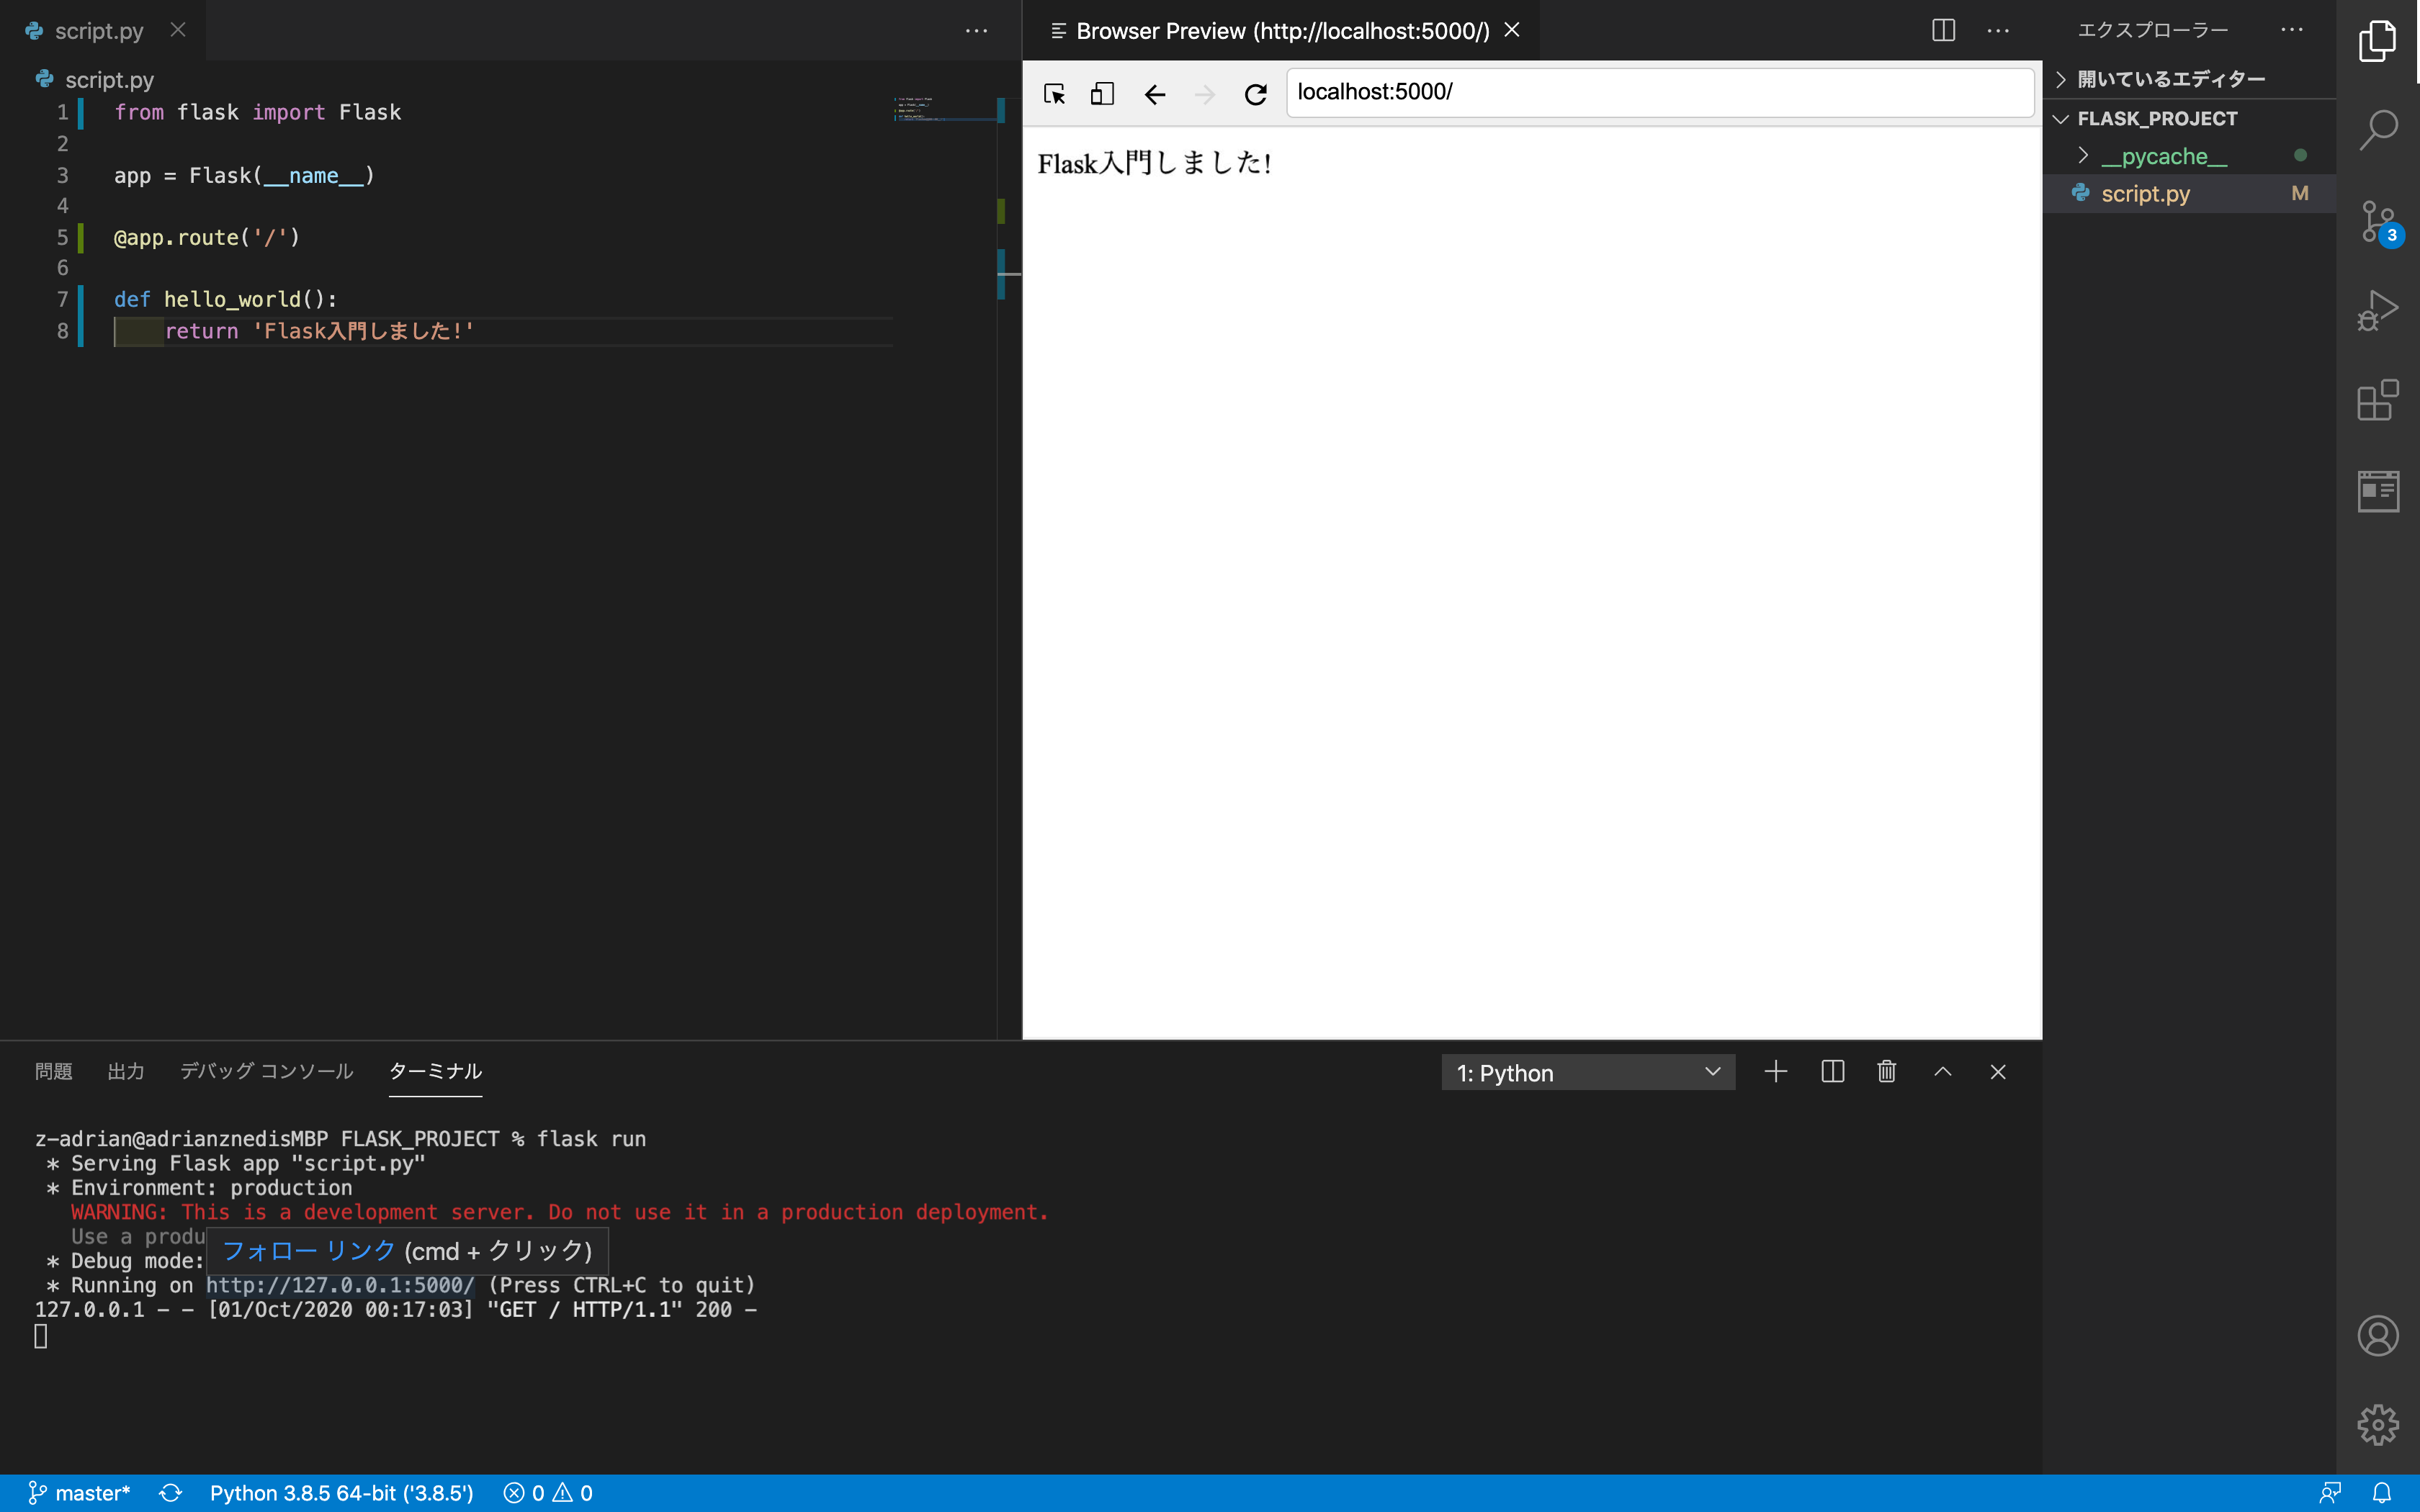 script.py
Browser Preview (http://localhost:5000/)
エクスプローラー
script.py
1 from flask import Flask
2
3 app = Flask(__name__)
4
5 @app.route('/')
6
7 def hello_world():
8 return 'Flask入門しました!'
localhost:5000/
Flask入門しました!
開いているエディター
FLASK_PROJECT
__pycache__
script.py M
3
問題 出力 デバッグ コンソール ターミナル
1: Python
z-adrian@adrianznedisMBP FLASK_PROJECT % flask run
* Serving Flask app "script.py"
* Environment: production
WARNING: This is a development server. Do not use it in a production deployment.
Use a produ
フォロー リンク (cmd + クリック)
* Debug mode:
* Running on http://127.0.0.1:5000/ (Press CTRL+C to quit)
127.0.0.1 - - [01/Oct/2020 00:17:03] "GET / HTTP/1.1" 200 -
master* Python 3.8.5 64-bit ('3.8.5') 0 0